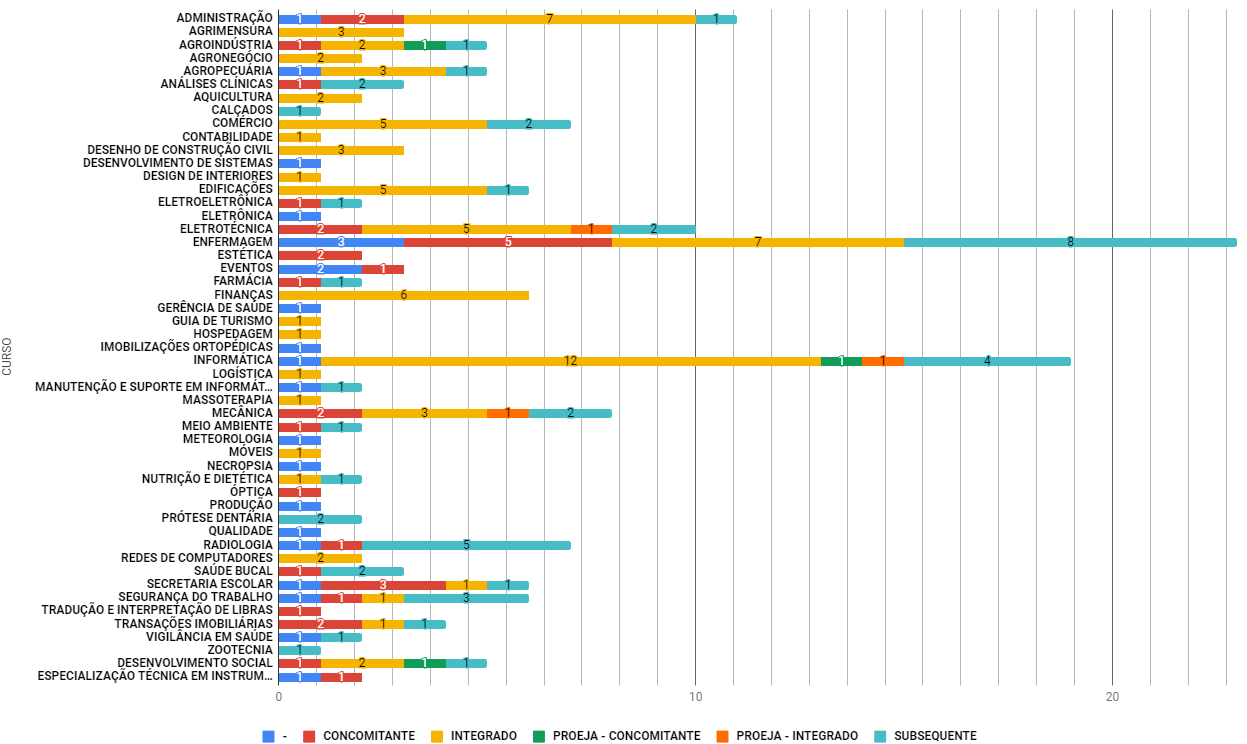 CURSO
ADMINISTRAÇÃO 1 2 7 1
AGRIMENSURA 3
AGROINDÚSTRIA 1 2 1 1
AGRONEGÓCIO 2
AGROPECUÁRIA 1 3 1
ANÁLISES CLÍNICAS 1 2
AQUICULTURA 2
CALÇADOS 1
COMÉRCIO 5 2
CONTABILIDADE 1
DESENHO DE CONSTRUÇÃO CIVIL 3
DESENVOLVIMENTO DE SISTEMAS 1
DESIGN DE INTERIORES 1
EDIFICAÇÕES 5 1
ELETROELETRÔNICA 1 1
ELETRÔNICA 1
ELETROTÉCNICA 2 5 1 2
ENFERMAGEM 3 5 7 8
ESTÉTICA 2
EVENTOS 2 1
FARMÁCIA 1 1
FINANÇAS 6
GERÊNCIA DE SAÚDE 1
GUIA DE TURISMO 1
HOSPEDAGEM 1
IMOBILIZAÇÕES ORTOPÉDICAS 1
INFORMÁTICA 1 12 1 1 4
LOGÍSTICA 1
MANUTENÇÃO E SUPORTE EM INFORMÁT... 1 1
MASSOTERAPIA 1
MECÂNICA 2 3 1 2
MEIO AMBIENTE 1 1
METEOROLOGIA 1
MÓVEIS 1
NECROPSIA 1
NUTRIÇÃO E DIETÉTICA 1 1
ÓPTICA 1
PRODUÇÃO 1
PRÓTESE DENTÁRIA 2
QUALIDADE 1
RADIOLOGIA 1 1 5
REDES DE COMPUTADORES 2
SAÚDE BUCAL 1 2
SECRETARIA ESCOLAR 1 3 1 1
SEGURANÇA DO TRABALHO 1 1 1 3
TRADUÇÃO E INTERPRETAÇÃO DE LIBRAS 1
TRANSAÇÕES IMOBILIÁRIAS 2 1 1
VIGILÂNCIA EM SAÚDE 1 1
ZOOTECNIA 1
DESENVOLVIMENTO SOCIAL 1 2 1 1
ESPECIALIZAÇÃO TÉCNICA EM INSTRUM... 1 1
0 10 20
- CONCOMITANTE INTEGRADO PROEJA - CONCOMITANTE PROEJA - INTEGRADO SUBSEQUENTE